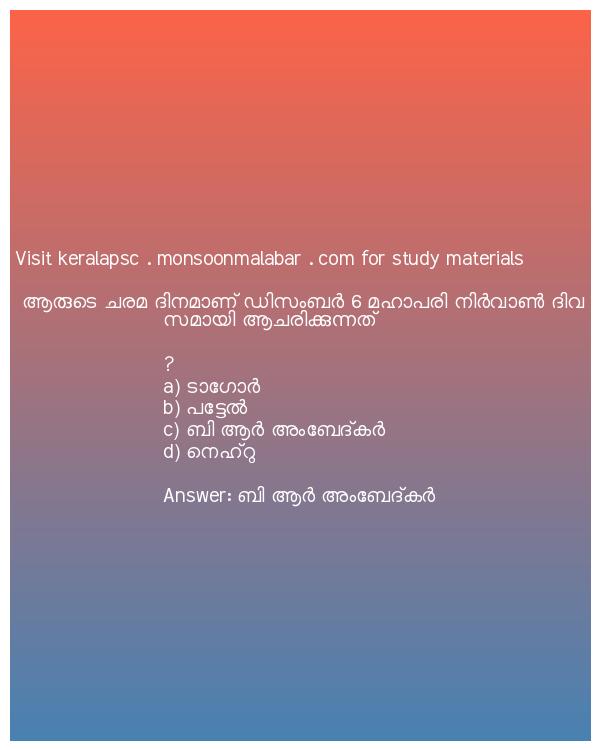 Visit keralapsc . monsoonmalabar . com for study materials
ആരുടെ ചരമ ദിനമാണ് ഡിസംബർ 6 മഹാപരി നിർവാൺ ദിവ
സമായി ആചരിക്കുന്നത്
?
a) ടാഗോർ
b) പട്ടേൽ
c) ബി ആർ അംബേദ്കർ
d) നെഹ്റു
Answer: ബി ആർ അംബേദ്കർ